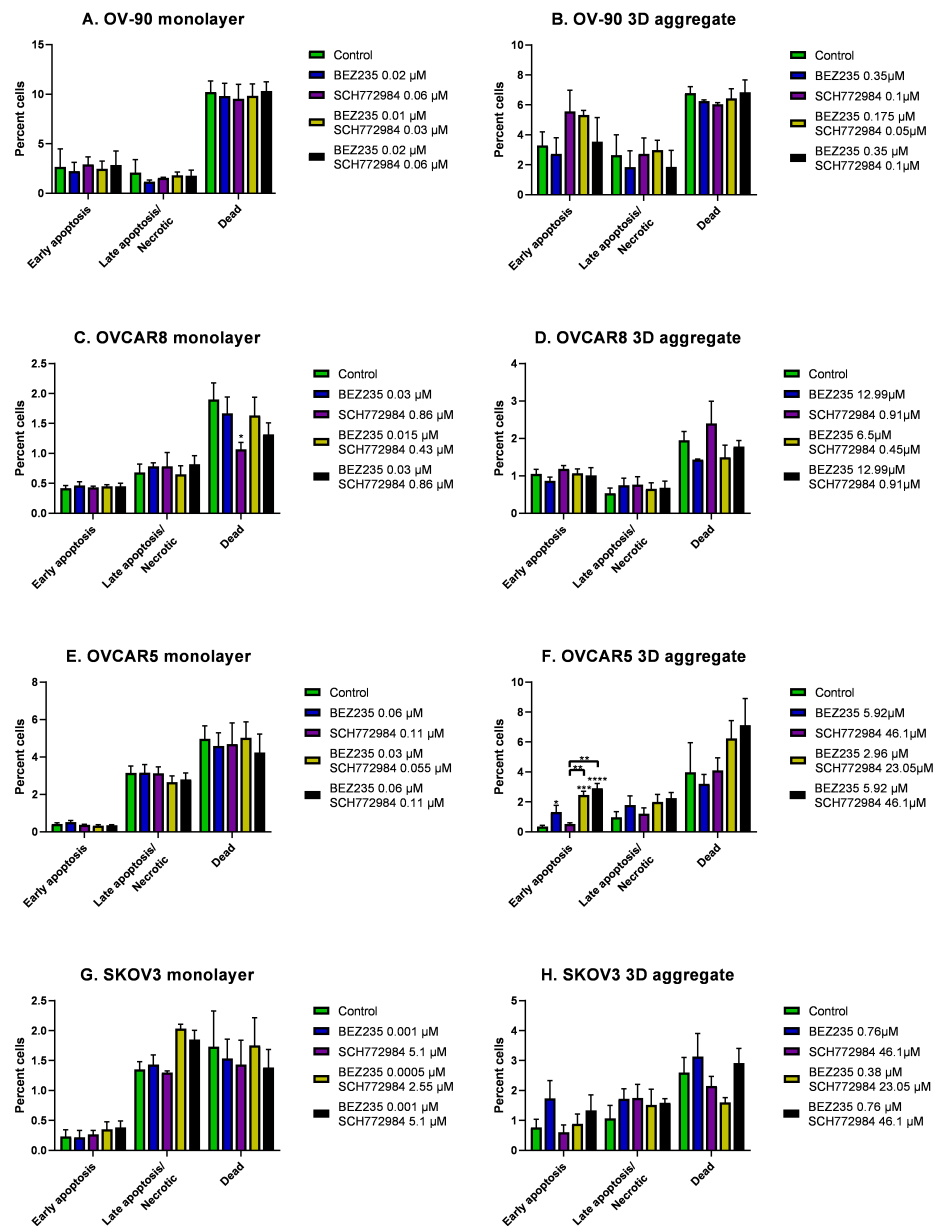 A. OV-90 monolayer
Percent cells
15
10
5
0
Early apoptosis
Late apoptosis/
Necrotic
Dead
Control
BEZ235 0.02 µM
SCH772984 0.06 µM
BEZ235 0.01 µM
SCH772984 0.03 µM
BEZ235 0.02 µM
SCH772984 0.06 µM
B. OV-90 3D aggregate
Percent cells
10
8
6
4
2
0
Early apoptosis
Late apoptosis/
Necrotic
Dead
Control
BEZ235 0.35µM
SCH772984 0.1µM
BEZ235 0.175 µM
SCH772984 0.05µM
BEZ235 0.35 µM
SCH772984 0.1µM
C. OVCAR8 monolayer
Percent cells
2.5
2.0
1.5
1.0
0.5
0.0
*
Early apoptosis
Late apoptosis/
Necrotic
Dead
Control
BEZ235 0.03 µM
SCH772984 0.86 µM
BEZ235 0.015 µM
SCH772984 0.43 µM
BEZ235 0.03 µM
SCH772984 0.86 µM
D. OVCAR8 3D aggregate
Percent cells
4
3
2
1
0
Early apoptosis
Late apoptosis/
Necrotic
Dead
Control
BEZ235 12.99µM
SCH772984 0.91µM
BEZ235 6.5µM
SCH772984 0.45µM
BEZ235 12.99µM
SCH772984 0.91µM
E. OVCAR5 monolayer
Percent cells
8
6
4
2
0
Early apoptosis
Late apoptosis/
Necrotic
Dead
Control
BEZ235 0.06 µM
SCH772984 0.11 µM
BEZ235 0.03 µM
SCH772984 0.055 µM
BEZ235 0.06 µM
SCH772984 0.11 µM
F. OVCAR5 3D aggregate
Percent cells
10
8
6
4
2
0
**
**
****
***
*
Early apoptosis
Late apoptosis/
Necrotic
Dead
Control
BEZ235 5.92µM
SCH772984 46.1µM
BEZ235 2.96 µM
SCH772984 23.05µM
BEZ235 5.92 µM
SCH772984 46.1µM
G. SKOV3 monolayer
Percent cells
2.5
2.0
1.5
1.0
0.5
0.0
Early apoptosis
Late apoptosis/
Necrotic
Dead
Control
BEZ235 0.001 µM
SCH772984 5.1 µM
BEZ235 0.0005 µM
SCH772984 2.55 µM
BEZ235 0.001 µM
SCH772984 5.1 µM
H. SKOV3 3D aggregate
Percent cells
5
4
3
2
1
0
Early apoptosis
Late apoptosis/
Necrotic
Dead
Control
BEZ235 0.76µM
SCH772984 46.1µM
BEZ235 0.38 µM
SCH772984 23.05 µM
BEZ235 0.76 µM
SCH772984 46.1 µM